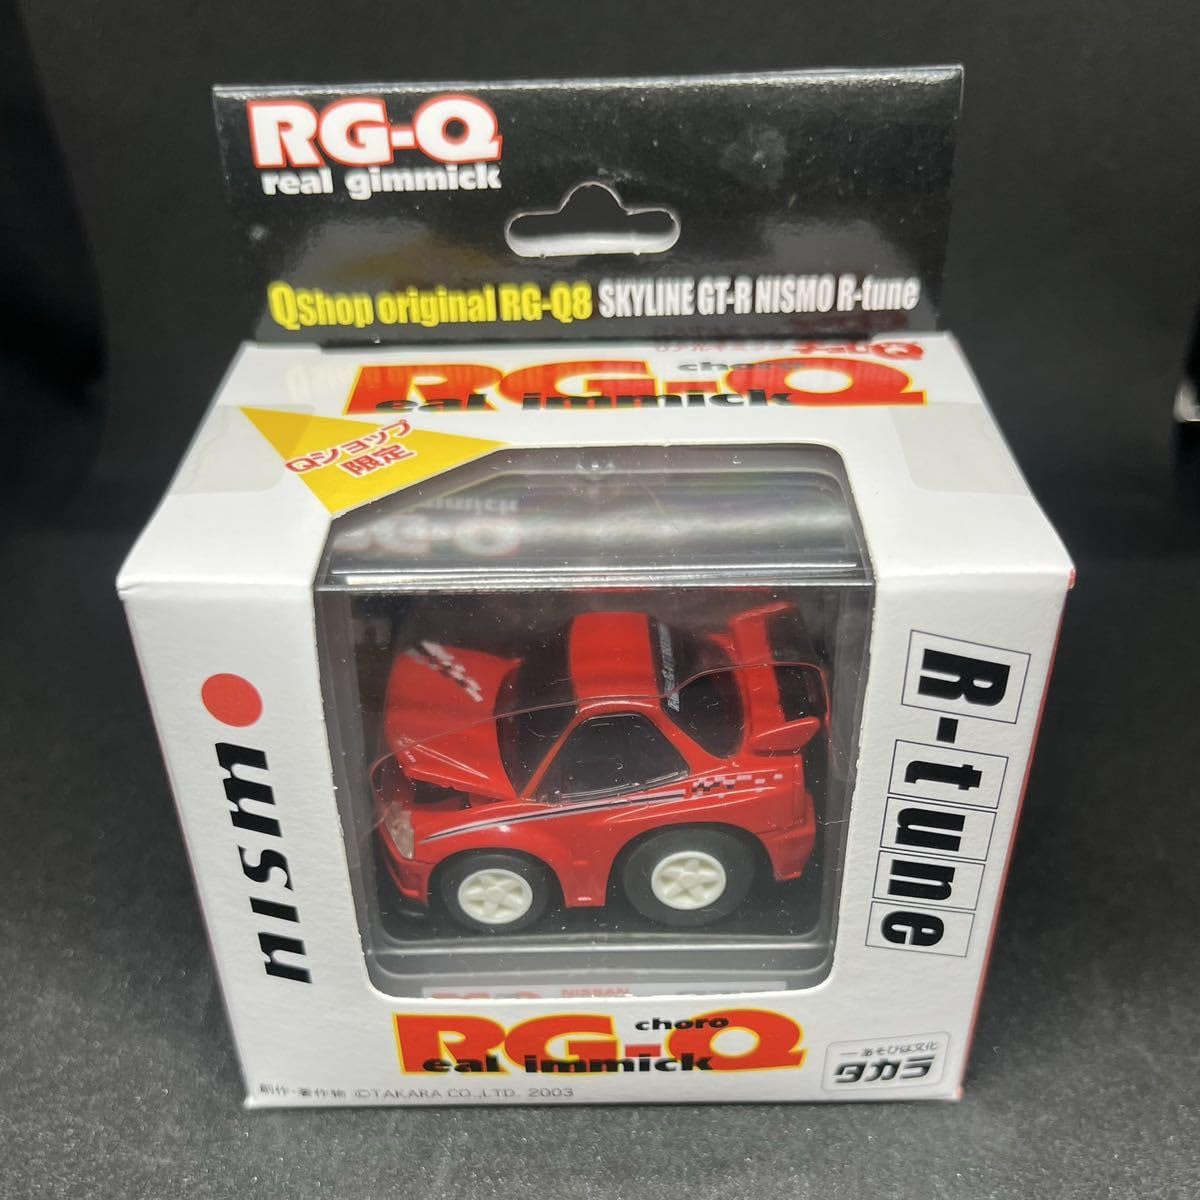 RG-Q
real gimmick
QShop original RG-Q8 SKYLINE GT-R NISMO R-tune
choro
RG-Q
eal immick
Qショップ
限定
nismo
R-tune
NISSAN
choro
RG-Q
eal immick
あそびは文化
タカラ
創作・著作物 ©TAKARA CO.,LTD. 2003